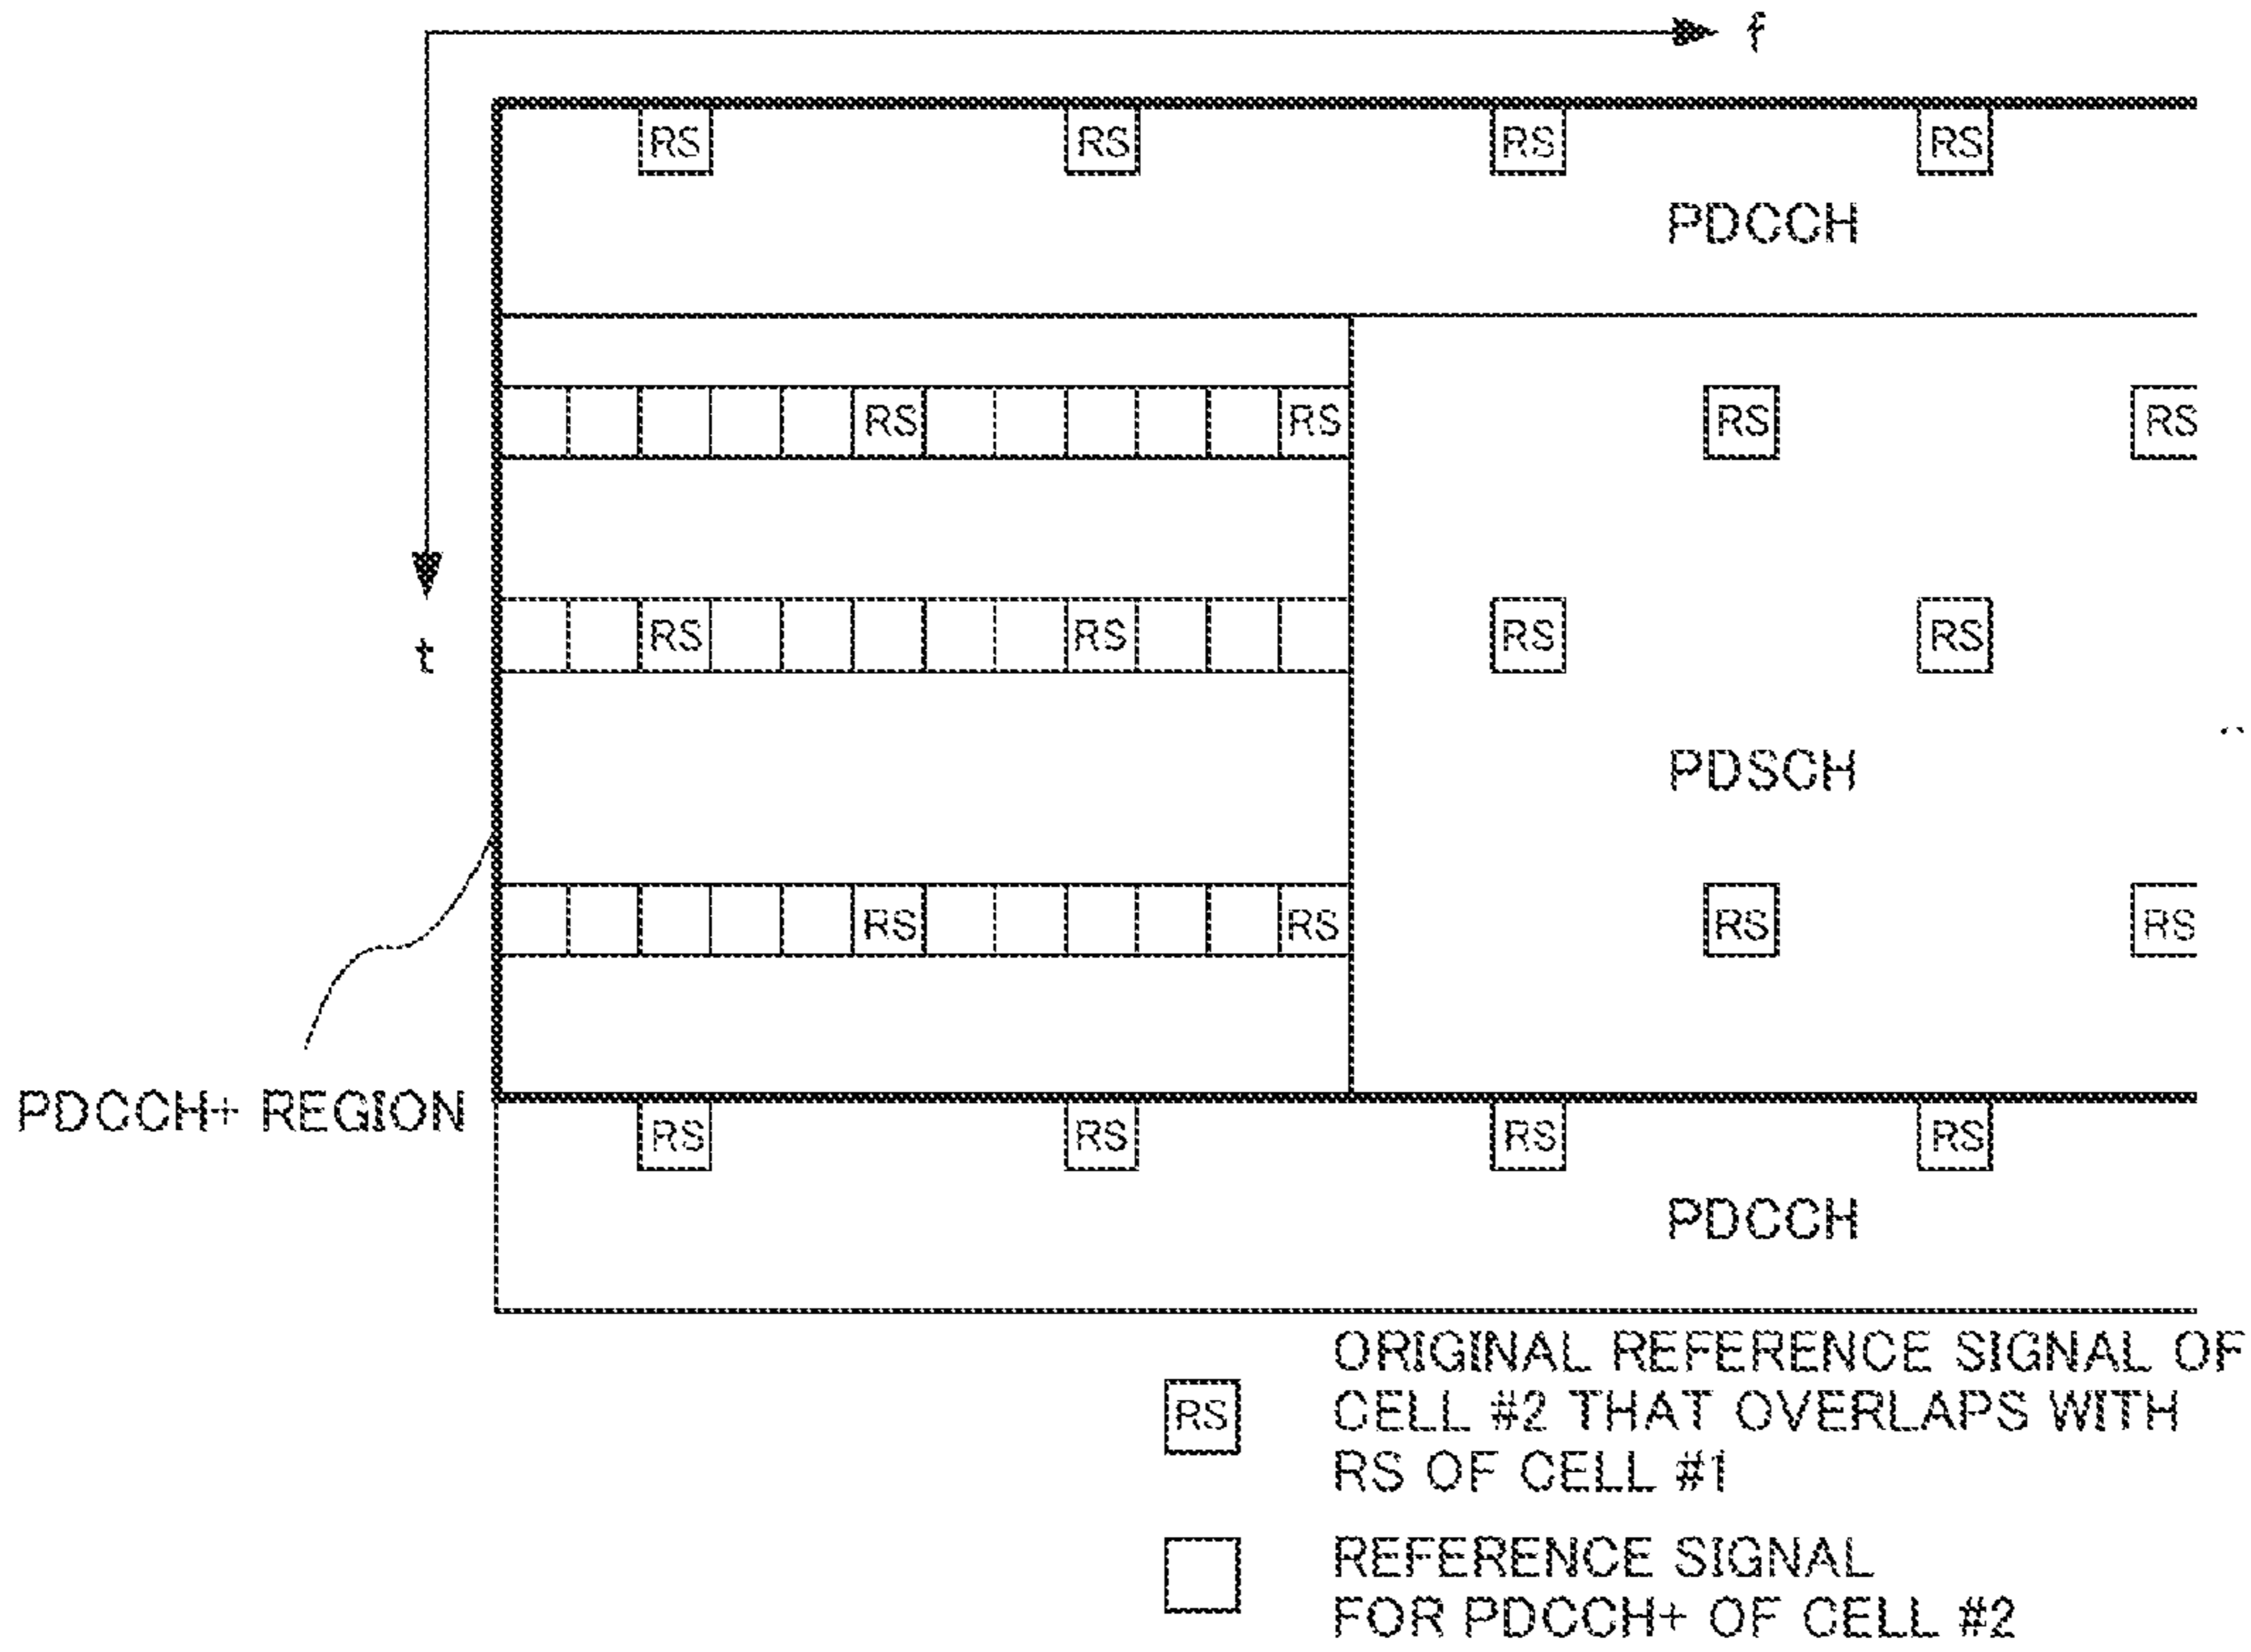 f
RS RS RS RS
PDCCH
RS RS RS RS
t
RS RS RS RS
PDSCH
RS RS RS RS
PDCCH+ REGION
RS RS RS RS
PDCCH
RS
ORIGINAL REFERENCE SIGNAL OF
CELL #2 THAT OVERLAPS WITH
RS OF CELL #1
REFERENCE SIGNAL
FOR PDCCH+ OF CELL #2